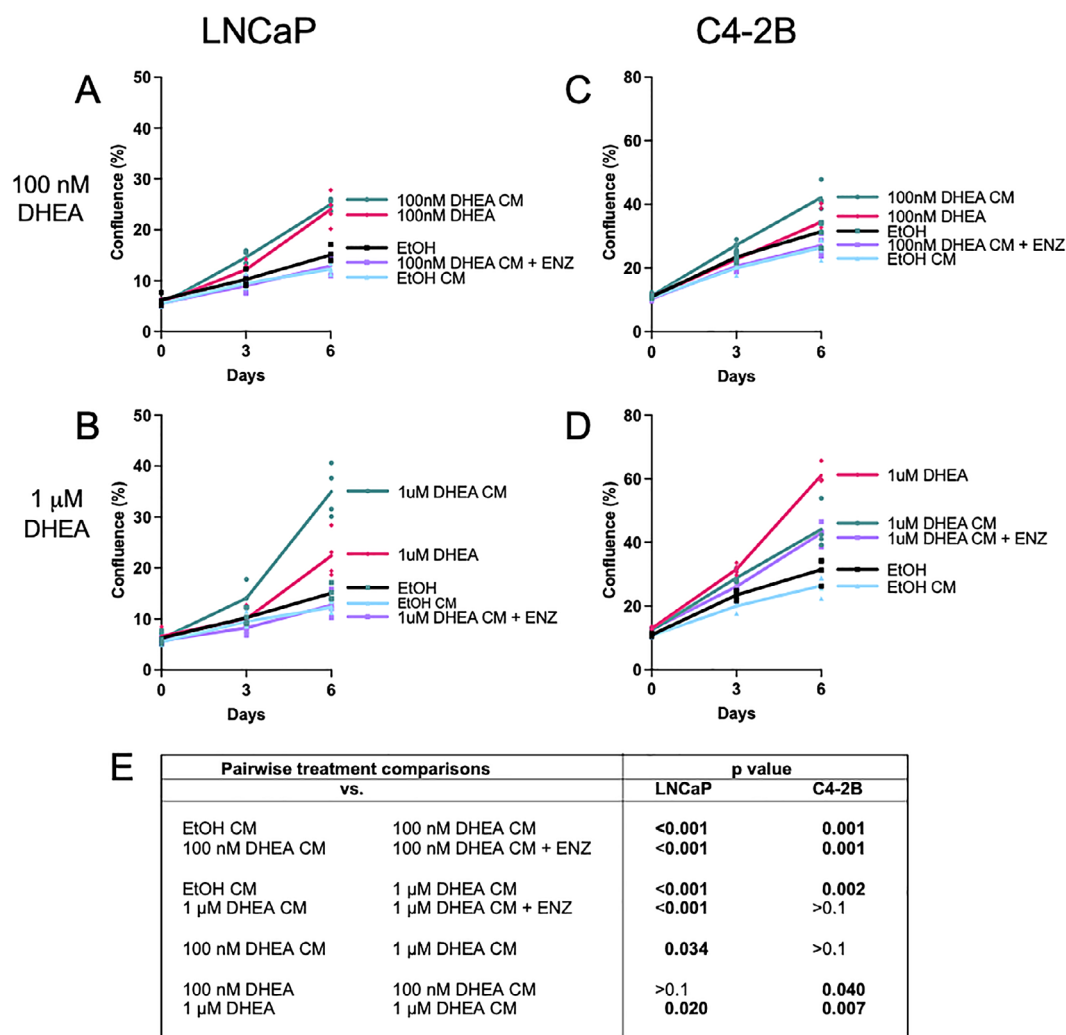 LNCaP
C4-2B
100 nM
DHEA
A
50
40
30
20
10
0
Confluence (%)
0 3 6
Days
100nM DHEA CM
100nM DHEA
EtOH
100nM DHEA CM + ENZ
EtOH CM
C
80
60
40
20
0
Confluence (%)
0 3 6
Days
100nM DHEA CM
100nM DHEA
EtOH
100nM DHEA CM + ENZ
EtOH CM
1 µM
DHEA
B
50
40
30
20
10
0
Confluence (%)
0 3 6
Days
1uM DHEA CM
1uM DHEA
EtOH
EtOH CM
1uM DHEA CM + ENZ
D
80
60
40
20
0
Confluence (%)
0 3 6
Days
1uM DHEA
1uM DHEA CM
1uM DHEA CM + ENZ
EtOH
EtOH CM
E
Pairwise treatment comparisons p value
vs. LNCaP C4-2B
EtOH CM 100 nM DHEA CM <0.001 0.001
100 nM DHEA CM 100 nM DHEA CM + ENZ <0.001 0.001
EtOH CM 1 µM DHEA CM <0.001 0.002
1 µM DHEA CM 1 µM DHEA CM + ENZ <0.001 >0.1
100 nM DHEA CM 1 µM DHEA CM 0.034 >0.1
100 nM DHEA 100 nM DHEA CM >0.1 0.040
1 µM DHEA 1 µM DHEA CM 0.020 0.007